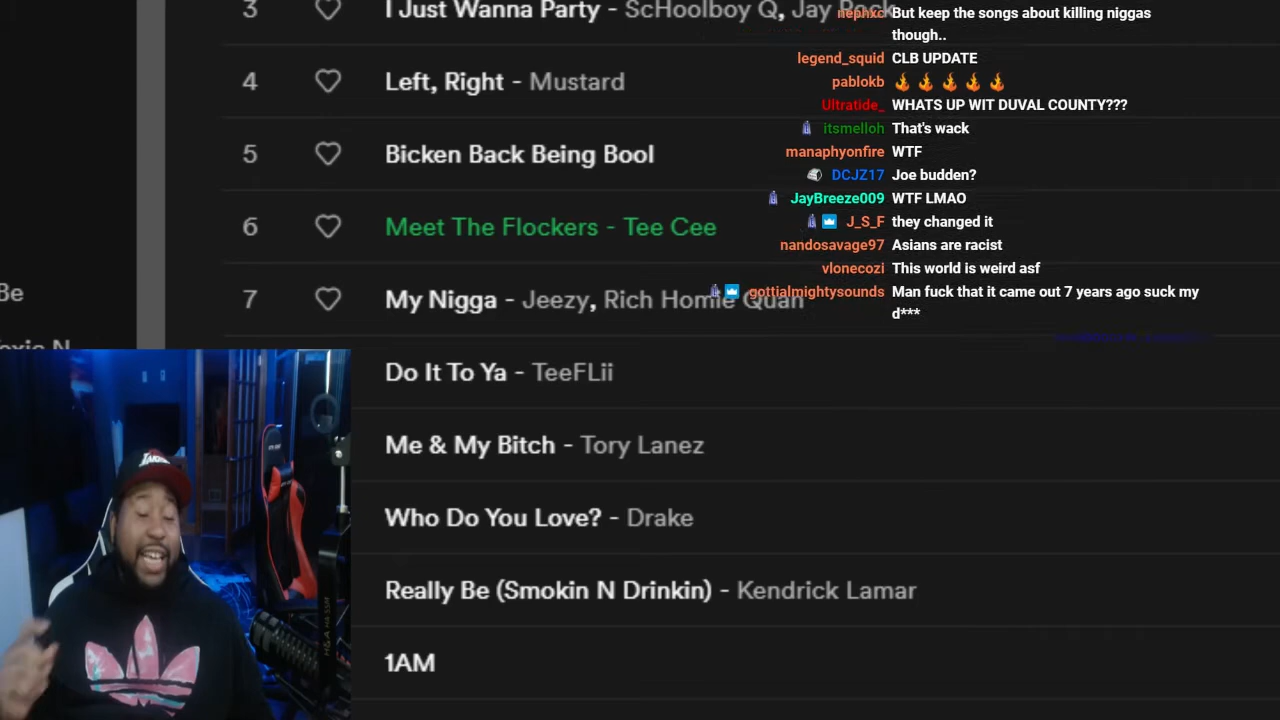 3 I Just Wanna Party - ScHoolboy Q, Jay Rock
4 Left, Right - Mustard
5 Bicken Back Being Bool
6 Meet The Flockers - Tee Cee
7 My Nigga - Jeezy, Rich Homie Quan
Do It To Ya - TeeFLii
Me & My Bitch - Tory Lanez
Who Do You Love? - Drake
Really Be (Smokin N Drinkin) - Kendrick Lamar
1AM
nephxc But keep the songs about killing niggas
though..
legend_squid CLB UPDATE
pablokb 🔥🔥🔥🔥🔥
Ultratide_ WHATS UP WIT DUVAL COUNTY???
itsmelloh That's wack
manaphyonfire WTF
DCJZ17 Joe budden?
JayBreeze009 WTF LMAO
J_S_F they changed it
nandosavage97 Asians are racist
vlonecozi This world is weird asf
gottialmightysounds Man fuck that it came out 7 years ago suck my
d***
Be